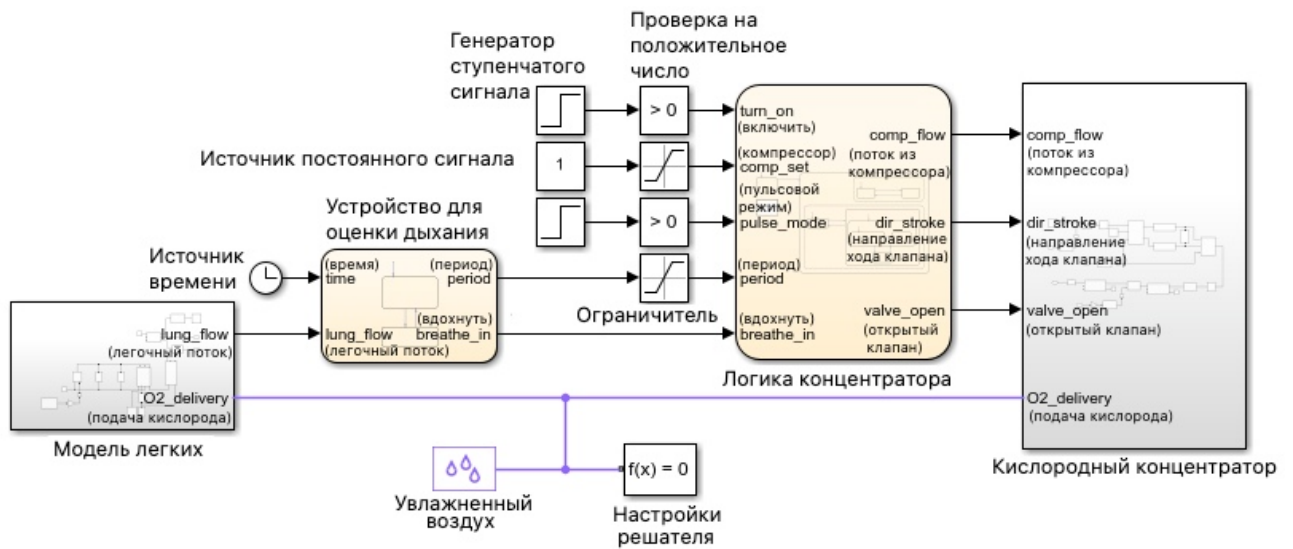 Генератор
ступенчатого
сигнала
Проверка на
положительное
число
> 0
turn_on
(включить)
comp_flow
(поток из
компрессора)
comp_flow
(поток из
компрессора)
Источник постоянного сигнала
1
(компрессор)
comp_set
(пульсовой
режим)
> 0
pulse_mode
dir_stroke
(направление
хода клапана)
dir_stroke
(направление
хода клапана)
Устройство для
оценки дыхания
Источник
времени
(время)
time
(период)
period
(период)
period
Ограничитель
lung_flow
(легочный поток)
lung_flow
(легочный поток)
(вдохнуть)
breathe_in
(вдохнуть)
breathe_in
valve_open
(открытый
клапан)
valve_open
(открытый клапан)
Логика концентратора
O2_delivery
(подача кислорода)
O2_delivery
(подача кислорода)
Модель легких
Кислородный концентратор
f(x) = 0
Увлажненный
воздух
Настройки
решателя